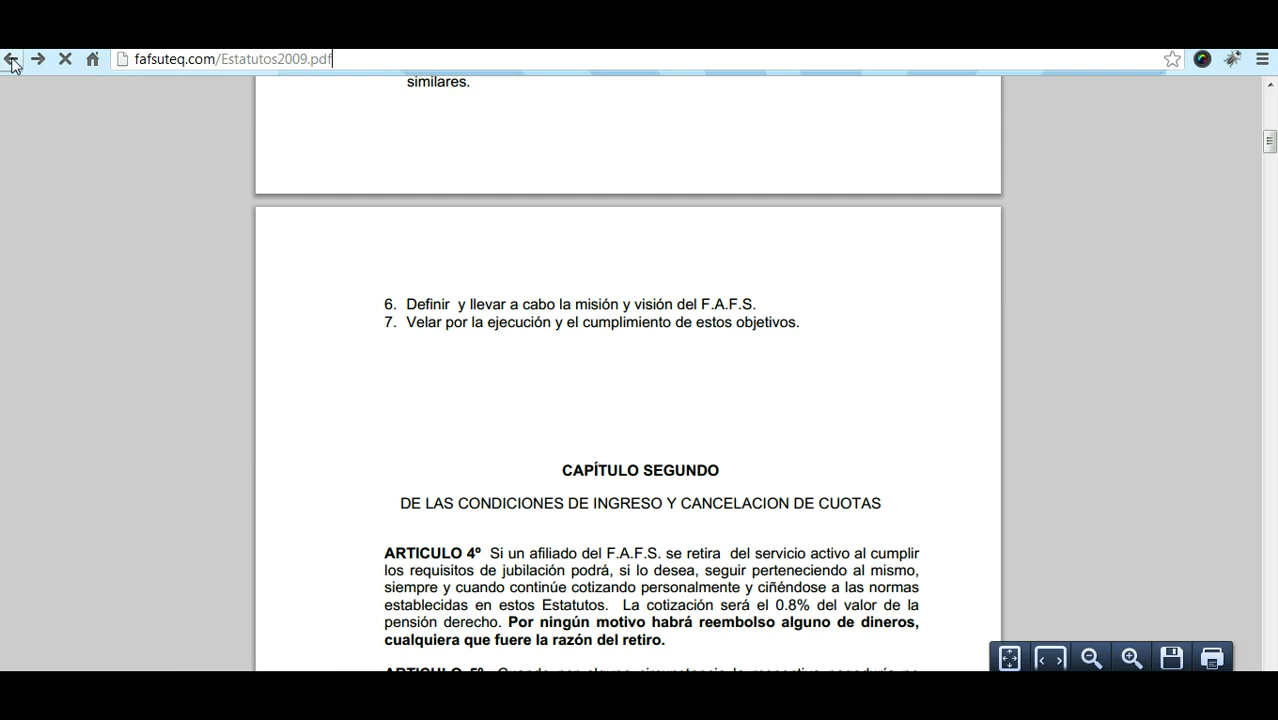 fafsuteq.com/Estatutos2009.pdf
similares.
6. Definir y llevar a cabo la misión y visión del F.A.F.S.
7. Velar por la ejecución y el cumplimiento de estos objetivos.
CAPÍTULO SEGUNDO
DE LAS CONDICIONES DE INGRESO Y CANCELACION DE CUOTAS
ARTICULO 4º Si un afiliado del F.A.F.S. se retira del servicio activo al cumplir
los requisitos de jubilación podrá, si lo desea, seguir perteneciendo al mismo,
siempre y cuando continúe cotizando personalmente y ciñéndose a las normas
establecidas en estos Estatutos. La cotización será el 0.8% del valor de la
pensión derecho. Por ningún motivo habrá reembolso alguno de dineros,
cualquiera que fuere la razón del retiro.